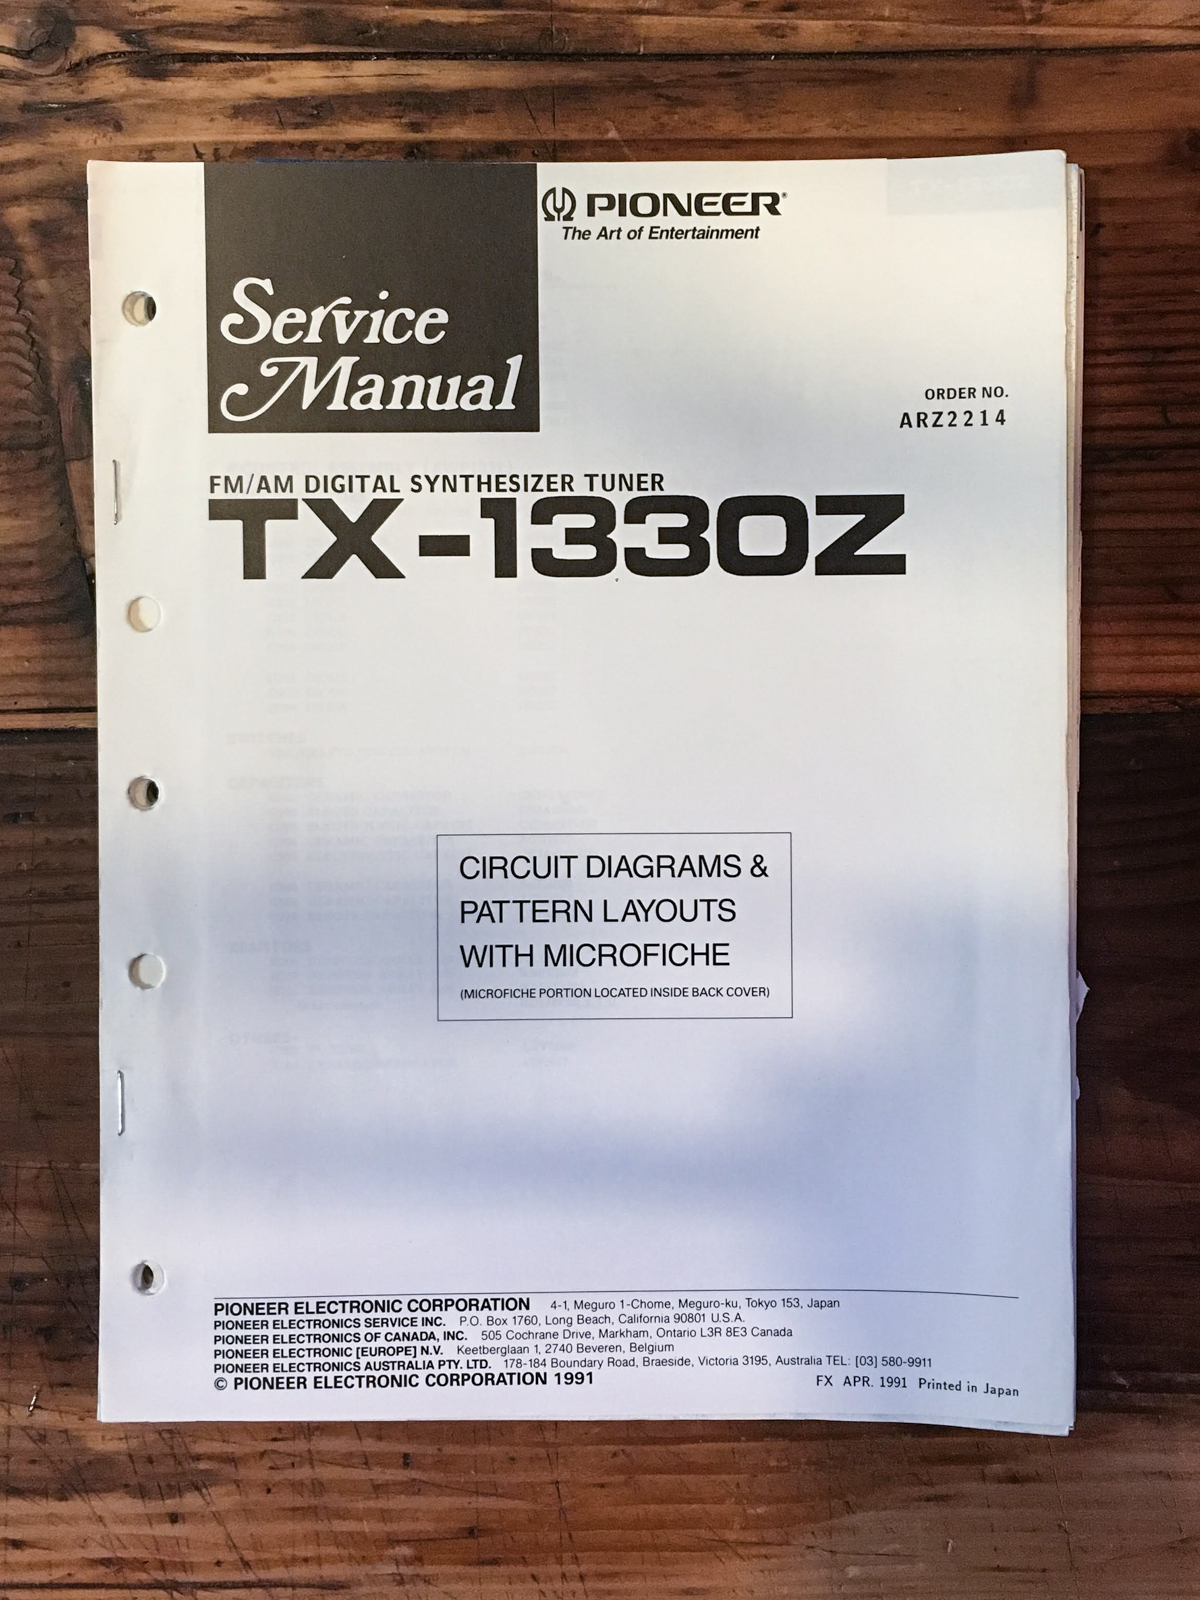 PIONEER®
The Art of Entertainment
Service
Manual
ORDER NO.
ARZ2214
FM/AM DIGITAL SYNTHESIZER TUNER
TX-1330Z
CIRCUIT DIAGRAMS &
PATTERN LAYOUTS
WITH MICROFICHE
(MICROFICHE PORTION LOCATED INSIDE BACK COVER)
PIONEER ELECTRONIC CORPORATION 4-1, Meguro 1-Chome, Meguro-ku, Tokyo 153, Japan
PIONEER ELECTRONICS SERVICE INC. P.O. Box 1760, Long Beach, California 90801 U.S.A.
PIONEER ELECTRONICS OF CANADA, INC. 505 Cochrane Drive, Markham, Ontario L3R 8E3 Canada
PIONEER ELECTRONIC [EUROPE] N.V. Keetberglaan 1, 2740 Beveren, Belgium
PIONEER ELECTRONICS AUSTRALIA PTY. LTD. 178-184 Boundary Road, Braeside, Victoria 3195, Australia TEL: [03] 580-9911
© PIONEER ELECTRONIC CORPORATION 1991
FX APR. 1991 Printed in Japan